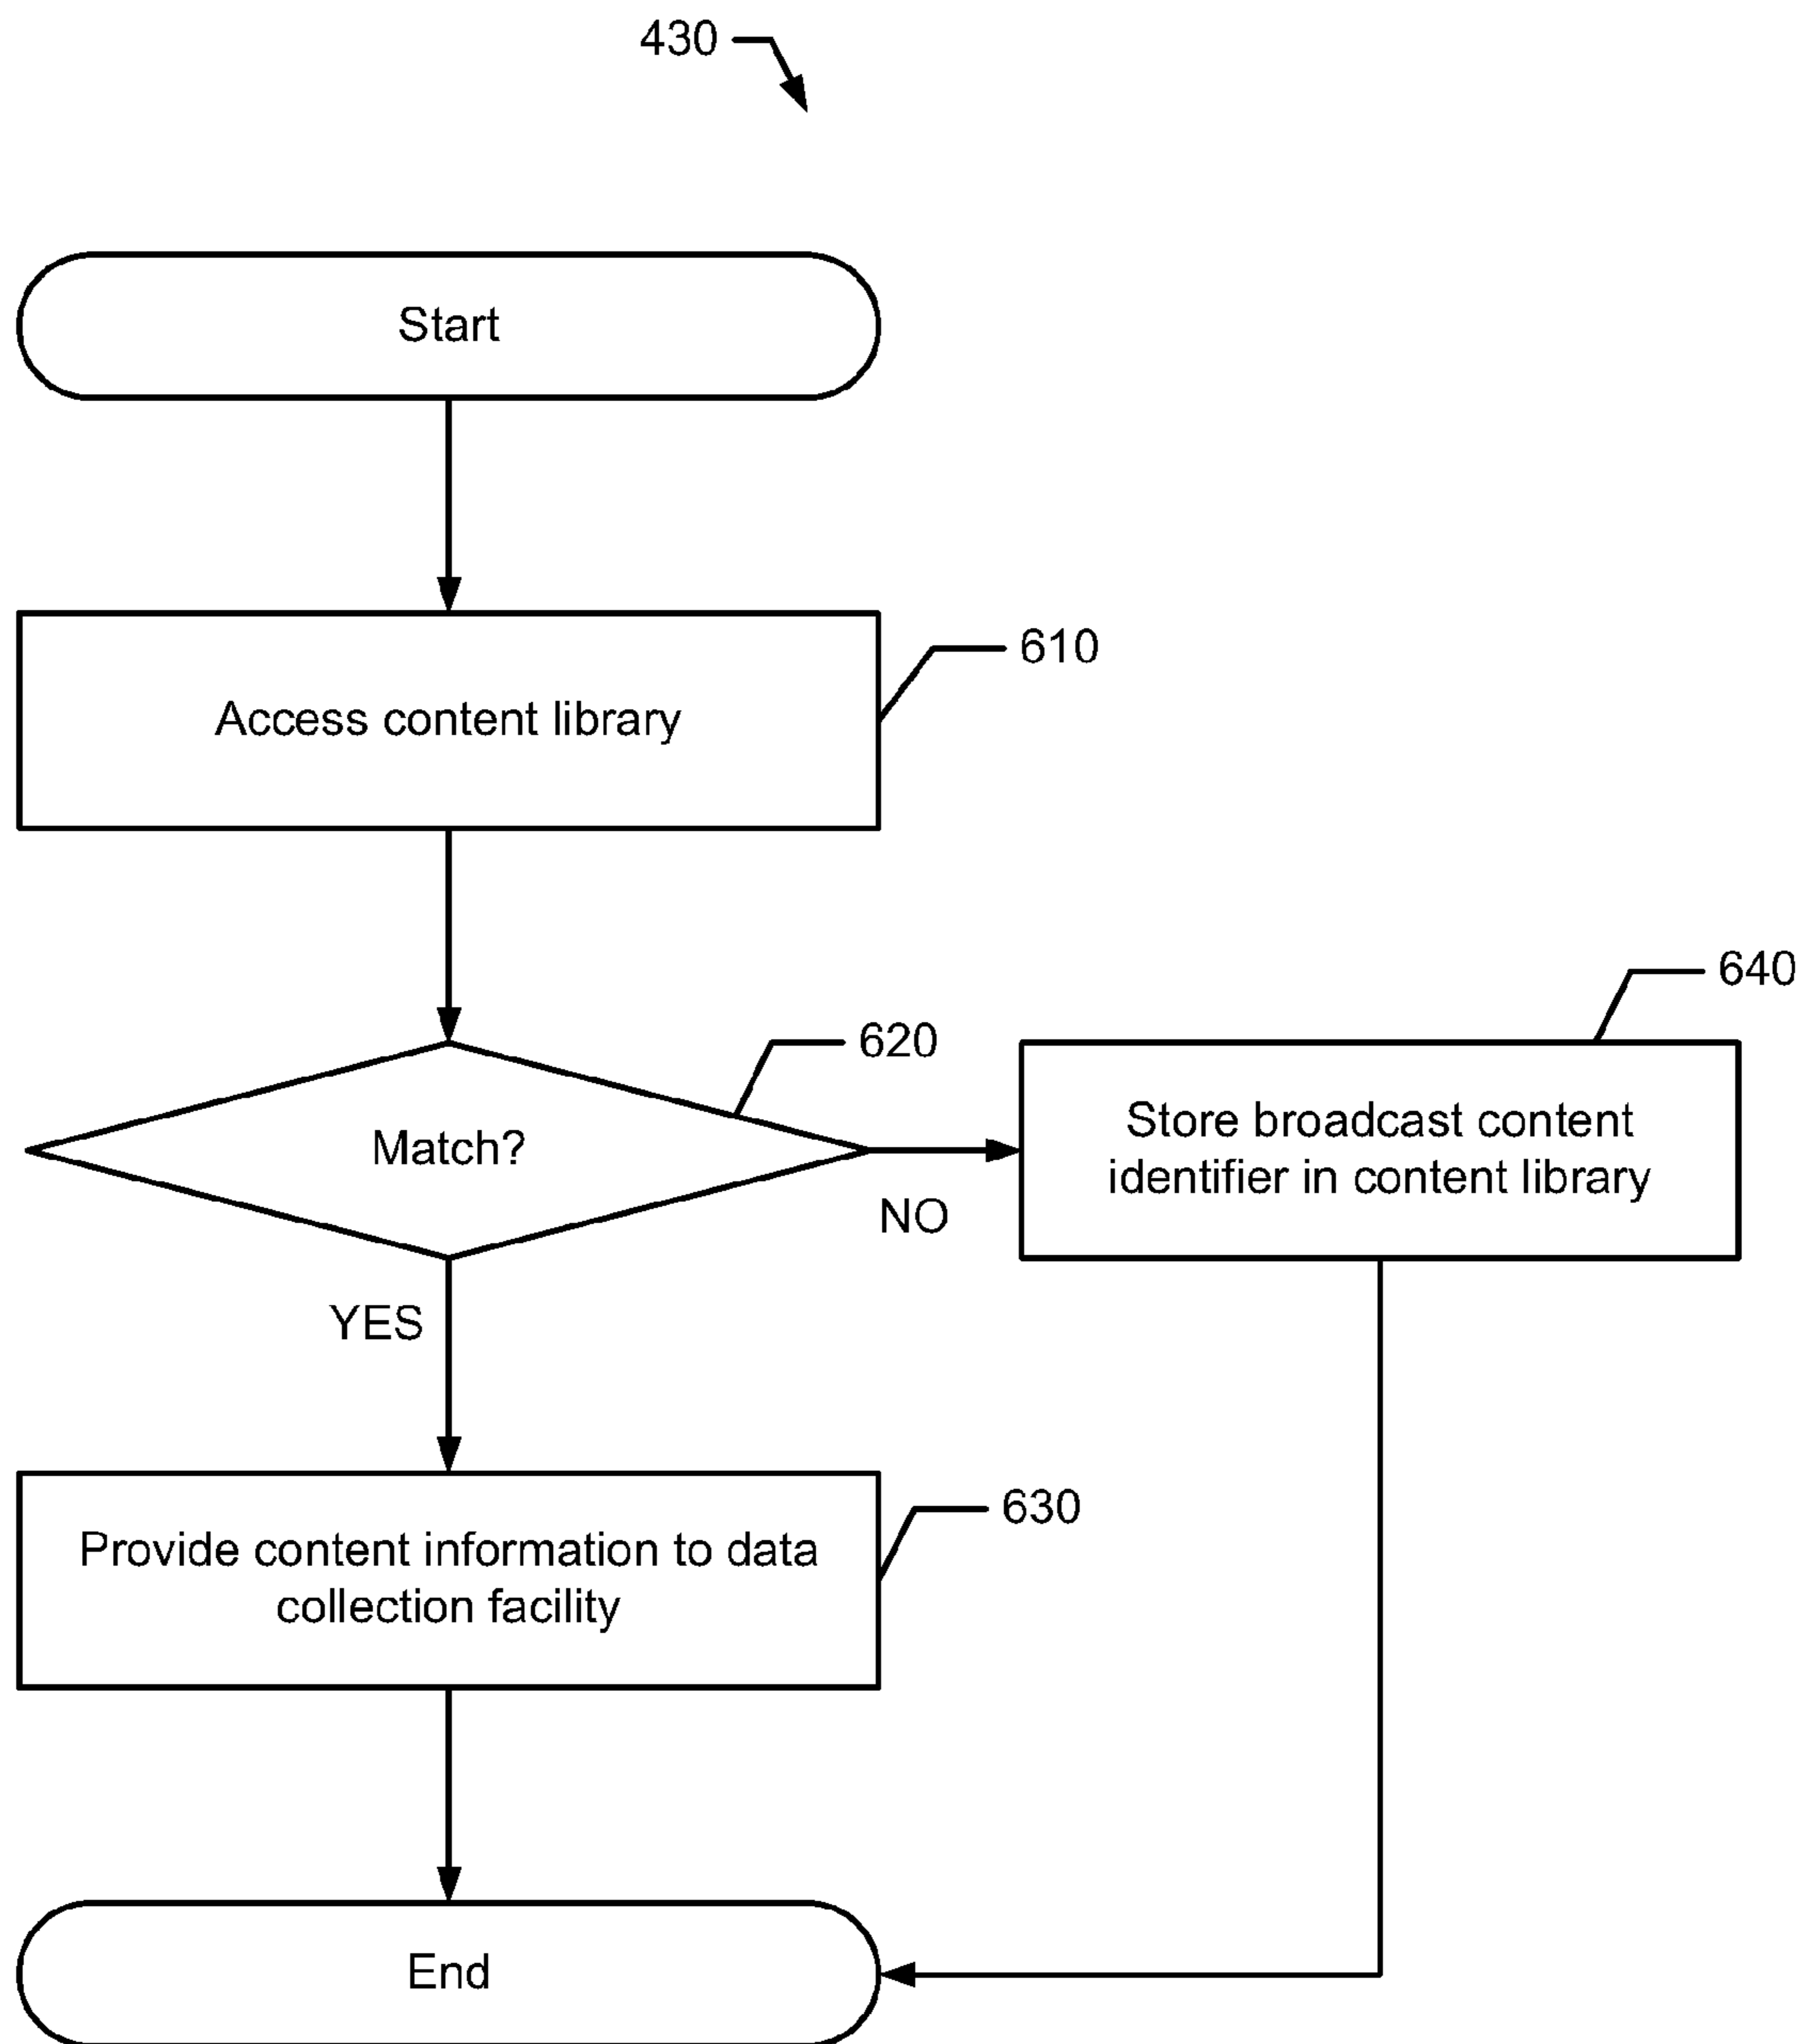 430
Start
610
Access content library
640
620
Match?
Store broadcast content
identifier in content library
NO
YES
630
Provide content information to data
collection facility
End